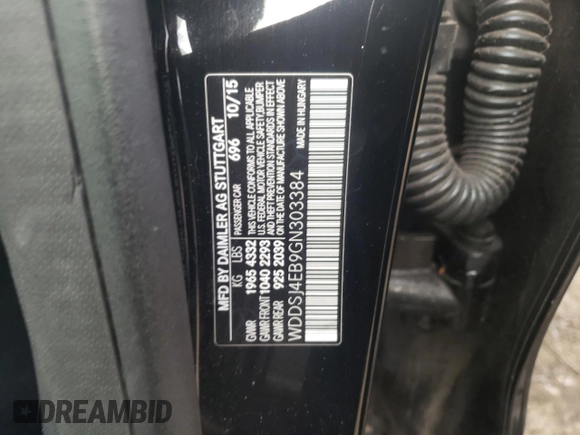 MFD BY DAIMLER AG STUTTGART
PASSENGER CAR 696 10/15
KG LBS
GVWR 1965 4332
GAWR FRONT 1040 2293
GAWR REAR 925 2039
THIS VEHICLE CONFORMS TO ALL APPLICABLE
U.S. FEDERAL MOTOR VEHICLE SAFETY, BUMPER
AND THEFT PREVENTION STANDARDS IN EFFECT
ON THE DATE OF MANUFACTURE SHOWN ABOVE
WDDSJ4EB9GN303384
MADE IN HUNGARY
DREAMBID